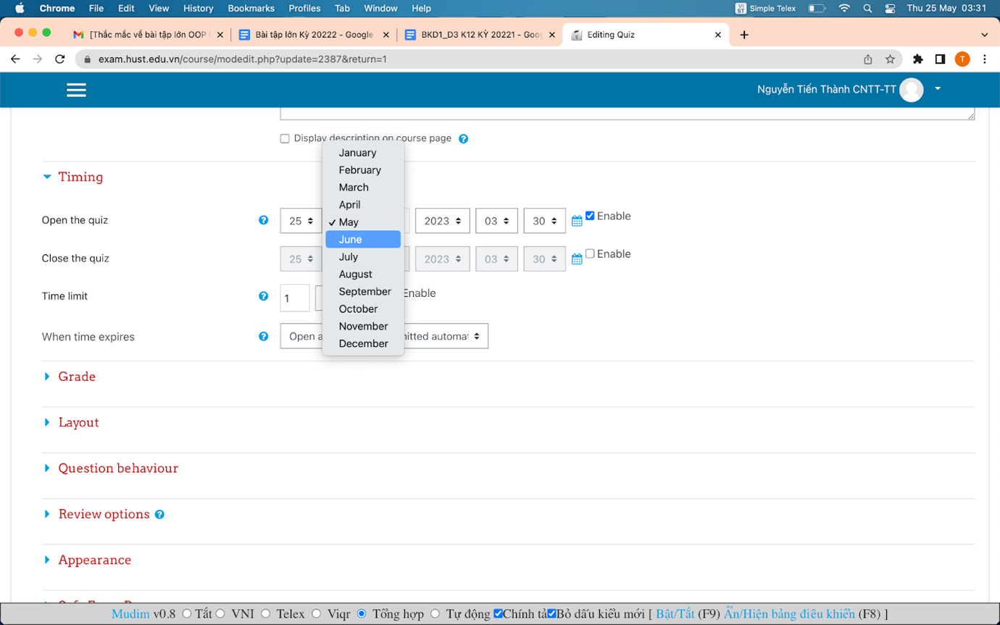 Chrome File Edit View History Bookmarks Profiles Tab Window Help VI ST Simple Telex Thu 25 May 03:31
[Thắc mắc về bài tập lớn OOP Bài tập lớn Kỳ 20222 - Google BKD1_D3 K12 KỲ 20221 - Goog Editing Quiz
exam.hust.edu.vn/course/modedit.php?update=2387&return=1 T
Nguyễn Tiến Thành CNTT-TT
Display description on course page
January
Timing
February
March
April
Open the quiz 25 May 2023 03 30 Enable
June
Close the quiz 25 July 2023 03 30 Enable
August
Time limit 1 September Enable
October
November
When time expires Open a itted automat
December
Grade
Layout
Question behaviour
Review options
Appearance
Mudim v0.8 Tắt VNI Telex Viqr Tổng hợp Tự động Chính tả Bỏ dấu kiểu mới [ Bật/Tắt (F9) Ẩn/Hiện bảng điều khiển (F8) ]